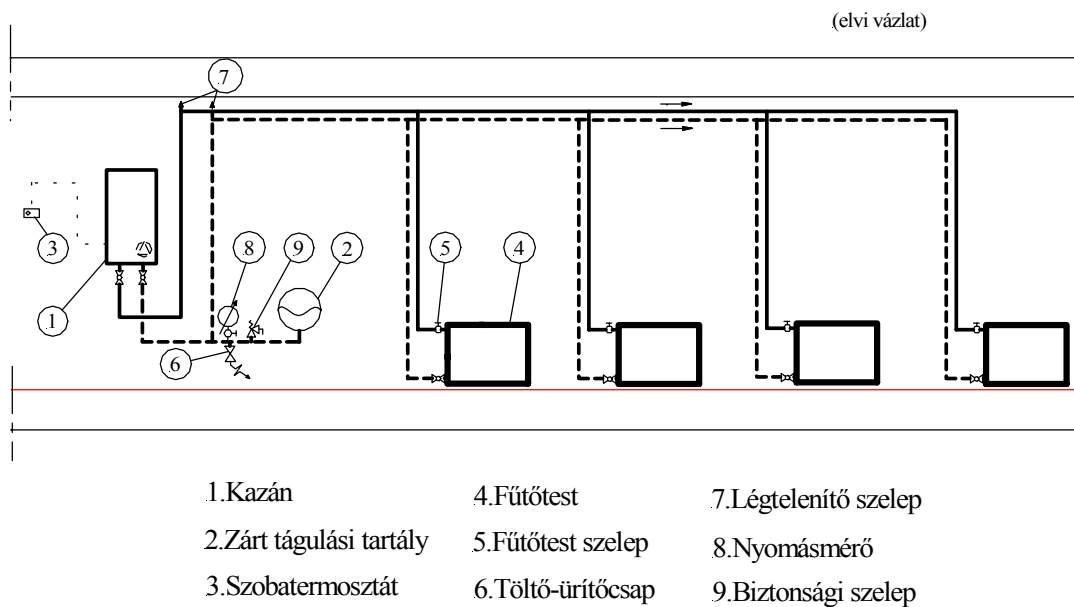 (elvi vázlat)
7
3
8
9
2
5
4
1
6
1.Kazán
4.Fűtőtest
7.Légtelenítő szelep
2.Zárt tágulási tartály
5.Fűtőtest szelep
8.Nyomásmérő
3.Szobatermosztát
6.Töltő-ürítőcsap
9.Biztonsági szelep